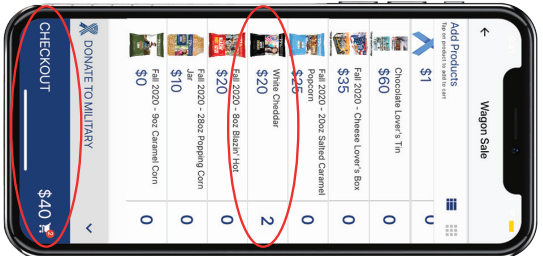 Wagon Sale
Add Products
Tap on product to add to cart
$1
0
Chocolate Lover's Tin
$60
0
Fall 2020 - Cheese Lover's Box
$35
0
Fall 2020 - 20oz Salted Caramel
Popcorn
$25
0
White Cheddar
$20
2
Fall 2020 - 8oz Blazin' Hot
$20
0
Fall 2020 - 28oz Popping Corn
Jar
$10
0
Fall 2020 - 9oz Caramel Corn
$0
0
DONATE TO MILITARY
CHECKOUT
$40
2